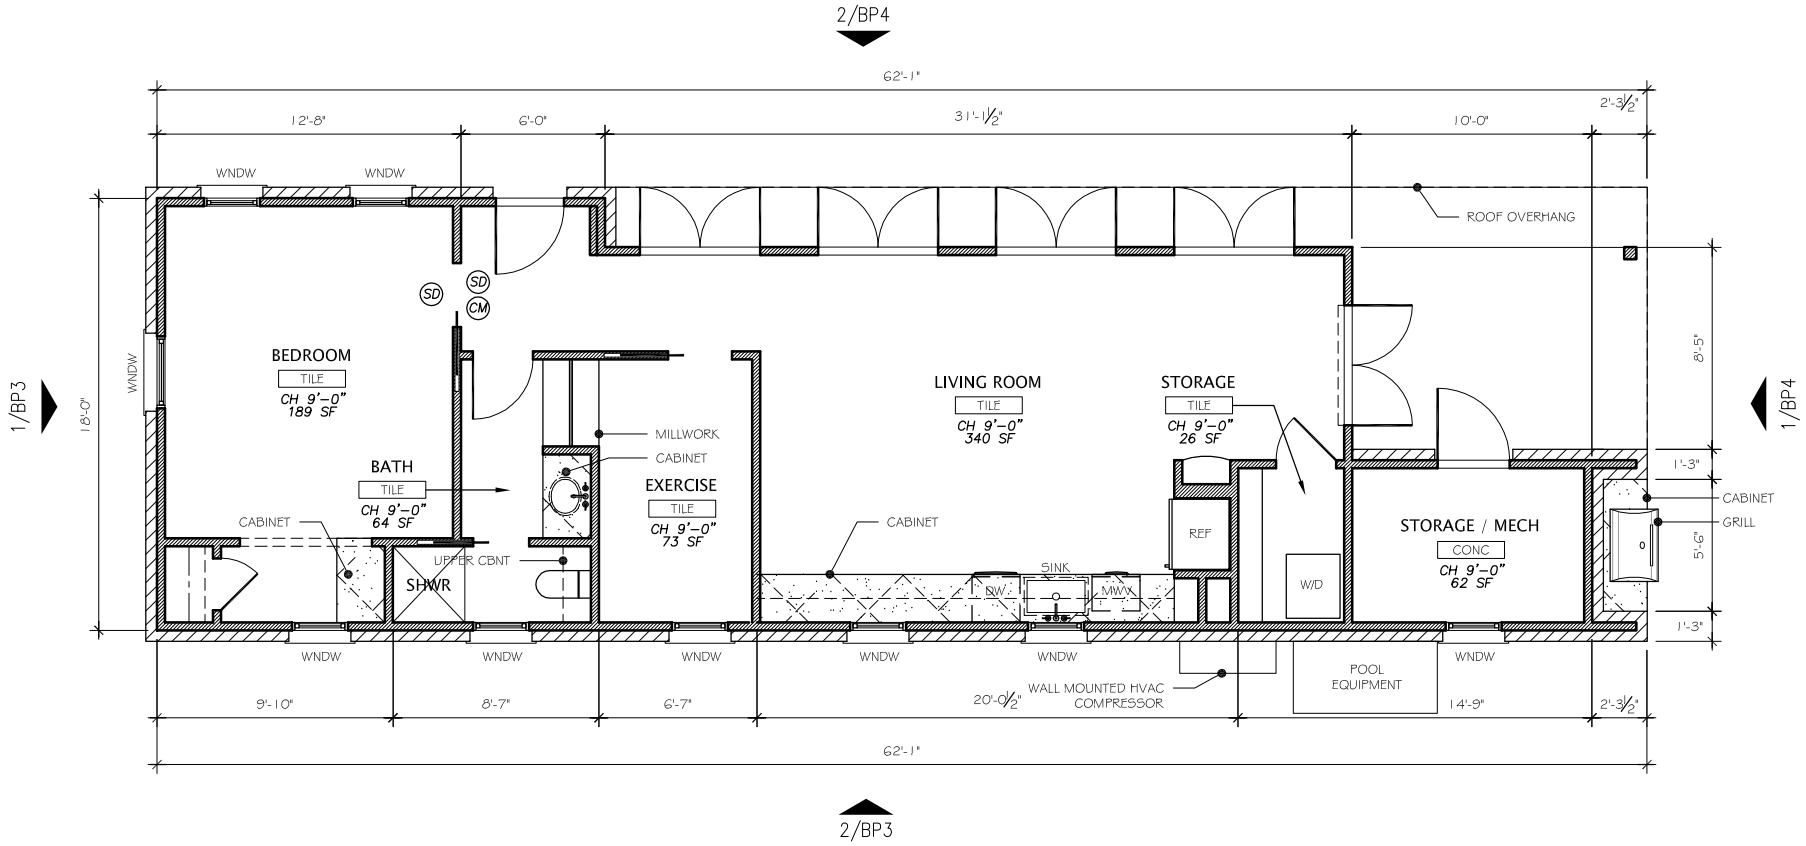 2/BP4
62'-1"
2'-3 1/2"
12'-8"
6'-0"
31'-1 1/2"
10'-0"
WNDW
WNDW
ROOF OVERHANG
SD
SD
CM
WNDW
BEDROOM
TILE
CH 9'-0"
189 SF
8'-5"
LIVING ROOM
TILE
CH 9'-0"
340 SF
STORAGE
TILE
CH 9'-0"
26 SF
1/BP3
18'-0"
1/BP4
MILLWORK
CABINET
BATH
TILE
CH 9'-0"
64 SF
EXERCISE
TILE
CH 9'-0"
73 SF
1'-3"
CABINET
GRILL
CABINET
CABINET
STORAGE / MECH
CONC
CH 9'-0"
62 SF
REF
5'-6"
UPPER CBNT
SHWR
SINK
DW
MWV
W/D
1'-3"
WNDW
WNDW
WNDW
WNDW
WNDW
WNDW
POOL
EQUIPMENT
WALL MOUNTED HVAC
COMPRESSOR
9'-10"
8'-7"
6'-7"
20'-0 1/2"
14'-9"
2'-3 1/2"
62'-1"
2/BP3